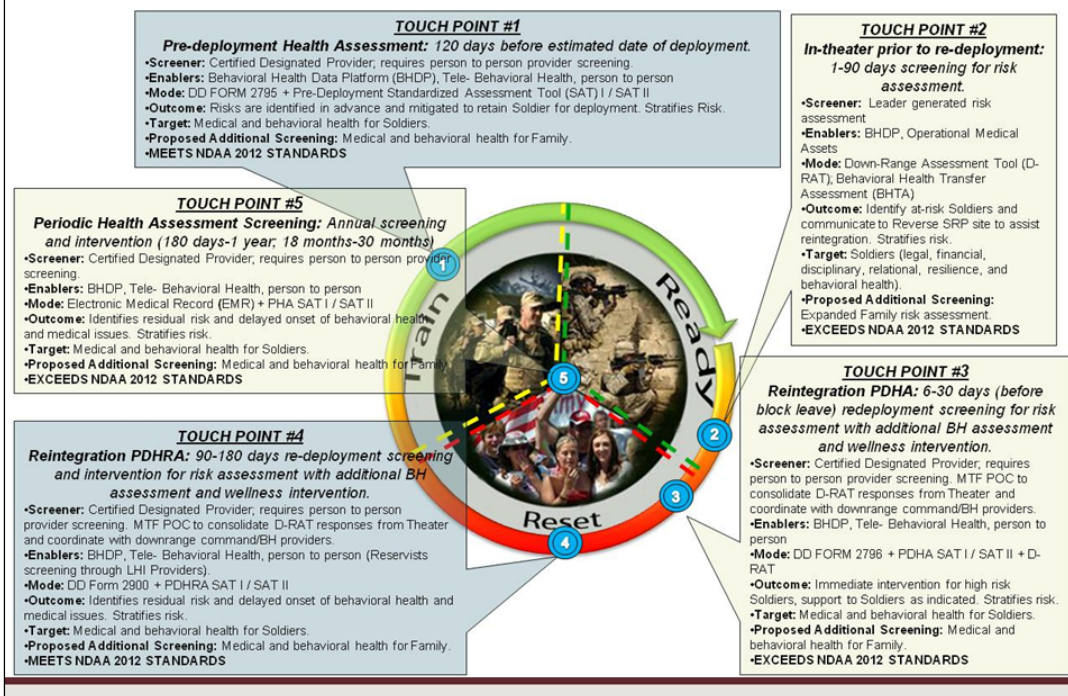 TOUCH POINT #1
Pre-deployment Health Assessment: 120 days before estimated date of deployment.
•Screener: Certified Designated Provider; requires person to person provider screening.
•Enablers: Behavioral Health Data Platform (BHDP), Tele- Behavioral Health, person to person
•Mode: DD FORM 2795 + Pre-Deployment Standardized Assessment Tool (SAT) I / SAT II
•Outcome: Risks are identified in advance and mitigated to retain Soldier for deployment. Stratifies Risk.
•Target: Medical and behavioral health for Soldiers.
•Proposed Additional Screening: Medical and behavioral health for Family.
•MEETS NDAA 2012 STANDARDS
TOUCH POINT #2
In-theater prior to re-deployment:
1-90 days screening for risk
assessment.
•Screener: Leader generated risk
assessment
•Enablers: BHDP, Operational Medical
Assets
•Mode: Down-Range Assessment Tool (D-
RAT); Behavioral Health Transfer
Assessment (BHTA)
•Outcome: Identify at-risk Soldiers and
communicate to Reverse SRP site to assist
reintegration. Stratifies risk.
•Target: Soldiers (legal, financial,
disciplinary, relational, resilience, and
behavioral health).
•Proposed Additional Screening:
Expanded Family risk assessment.
•EXCEEDS NDAA 2012 STANDARDS
TOUCH POINT #5
Periodic Health Assessment Screening: Annual screening
and intervention (180 days-1 year; 18 months-30 months)
•Screener: Certified Designated Provider; requires person to person provider
screening.
•Enablers: BHDP, Tele- Behavioral Health, person to person
•Mode: Electronic Medical Record (EMR) + PHA SAT I / SAT II
•Outcome: Identifies residual risk and delayed onset of behavioral health
and medical issues. Stratifies risk.
•Target: Medical and behavioral health for Soldiers.
•Proposed Additional Screening: Medical and behavioral health for Family
•EXCEEDS NDAA 2012 STANDARDS
1
Train
Ready
5
2
3
Reset
4
TOUCH POINT #3
Reintegration PDHA: 6-30 days (before
block leave) redeployment screening for risk
assessment with additional BH assessment
and wellness intervention.
•Screener: Certified Designated Provider; requires
person to person provider screening. MTF POC to
consolidate D-RAT responses from Theater and
coordinate with downrange command/BH providers.
•Enablers: BHDP, Tele- Behavioral Health, person to
person
•Mode: DD FORM 2796 + PDHA SAT I / SAT II + D-
RAT
•Outcome: Immediate intervention for high risk
Soldiers, support to Soldiers as indicated. Stratifies risk.
•Target: Medical and behavioral health for Soldiers.
•Proposed Additional Screening: Medical and
behavioral health for Family.
•EXCEEDS NDAA 2012 STANDARDS
TOUCH POINT #4
Reintegration PDHRA: 90-180 days re-deployment screening
and intervention for risk assessment with additional BH
assessment and wellness intervention.
•Screener: Certified Designated Provider; requires person to person
provider screening. MTF POC to consolidate D-RAT responses from Theater
and coordinate with downrange command/BH providers.
•Enablers: BHDP, Tele- Behavioral Health, person to person (Reservists
screening through LHI Providers).
•Mode: DD Form 2900 + PDHRA SAT I / SAT II
•Outcome: Identifies residual risk and delayed onset of behavioral health and
medical issues. Stratifies risk.
•Target: Medical and behavioral health for Soldiers.
•Proposed Additional Screening: Medical and behavioral health for Family.
•MEETS NDAA 2012 STANDARDS